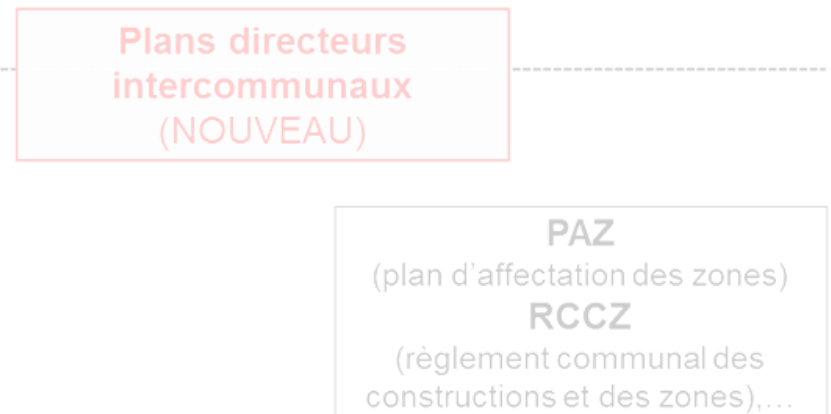 Plans directeurs
intercommunaux
(NOUVEAU)
PAZ
(plan d’affectation des zones)
RCCZ
(règlement communal des
constructions et des zones),…